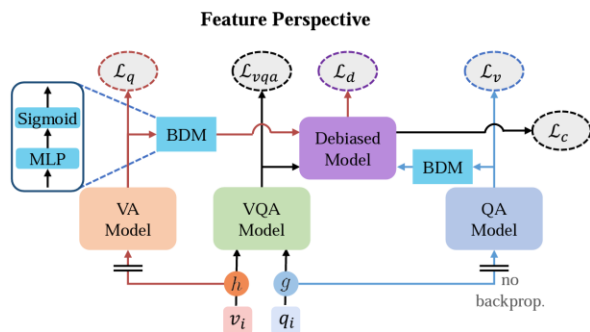 Feature Perspective
ℒq
ℒvqa
ℒd
ℒv
ℒc
Sigmoid
MLP
BDM
Debiased
Model
BDM
VA
Model
VQA
Model
QA
Model
h
g
no
backprop.
vi
qi